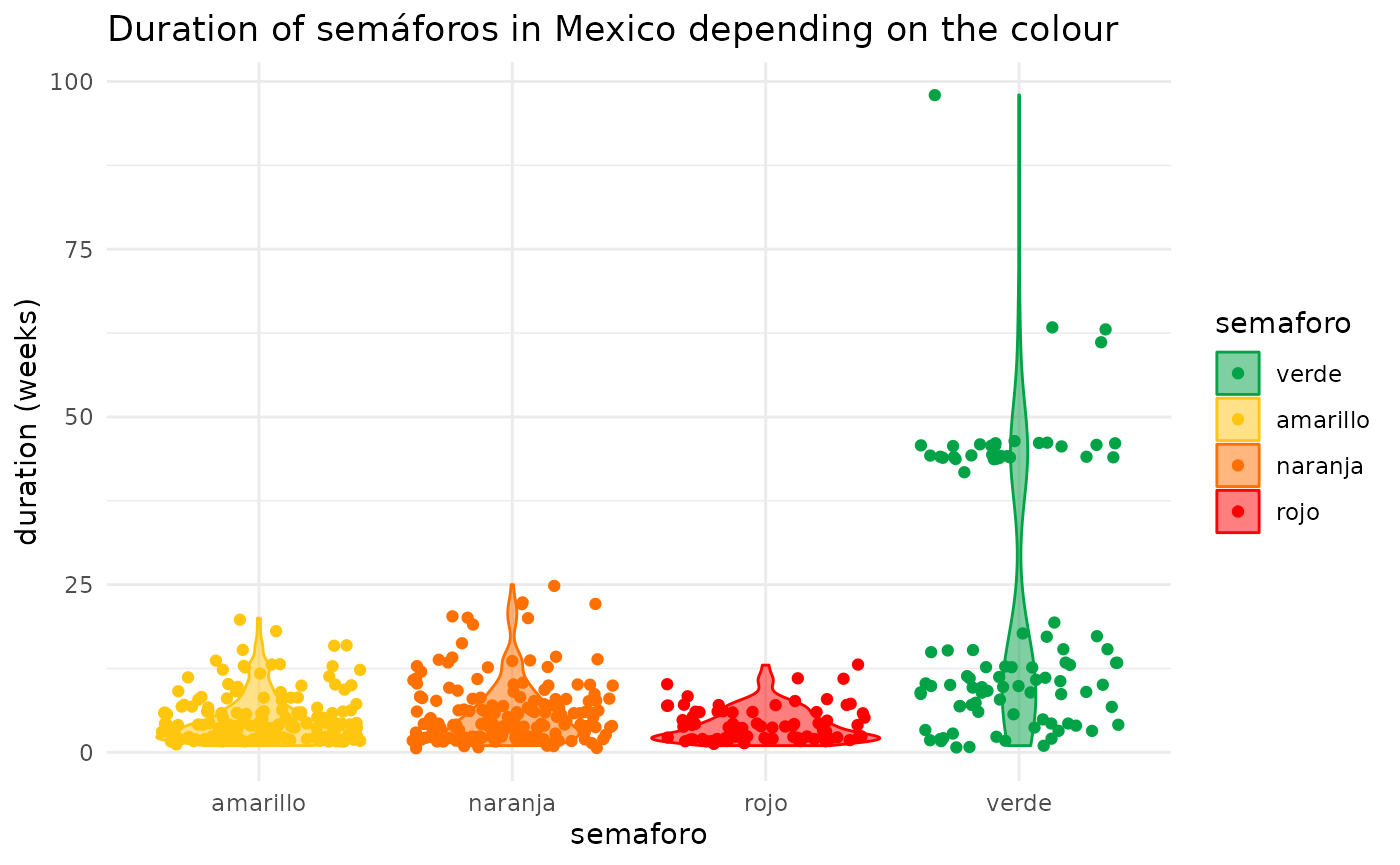 Duration of semáforos in Mexico depending on the colour
100
75
50
25
0
duration (weeks)
amarillo
naranja
rojo
verde
semaforo
semaforo
verde
amarillo
naranja
rojo